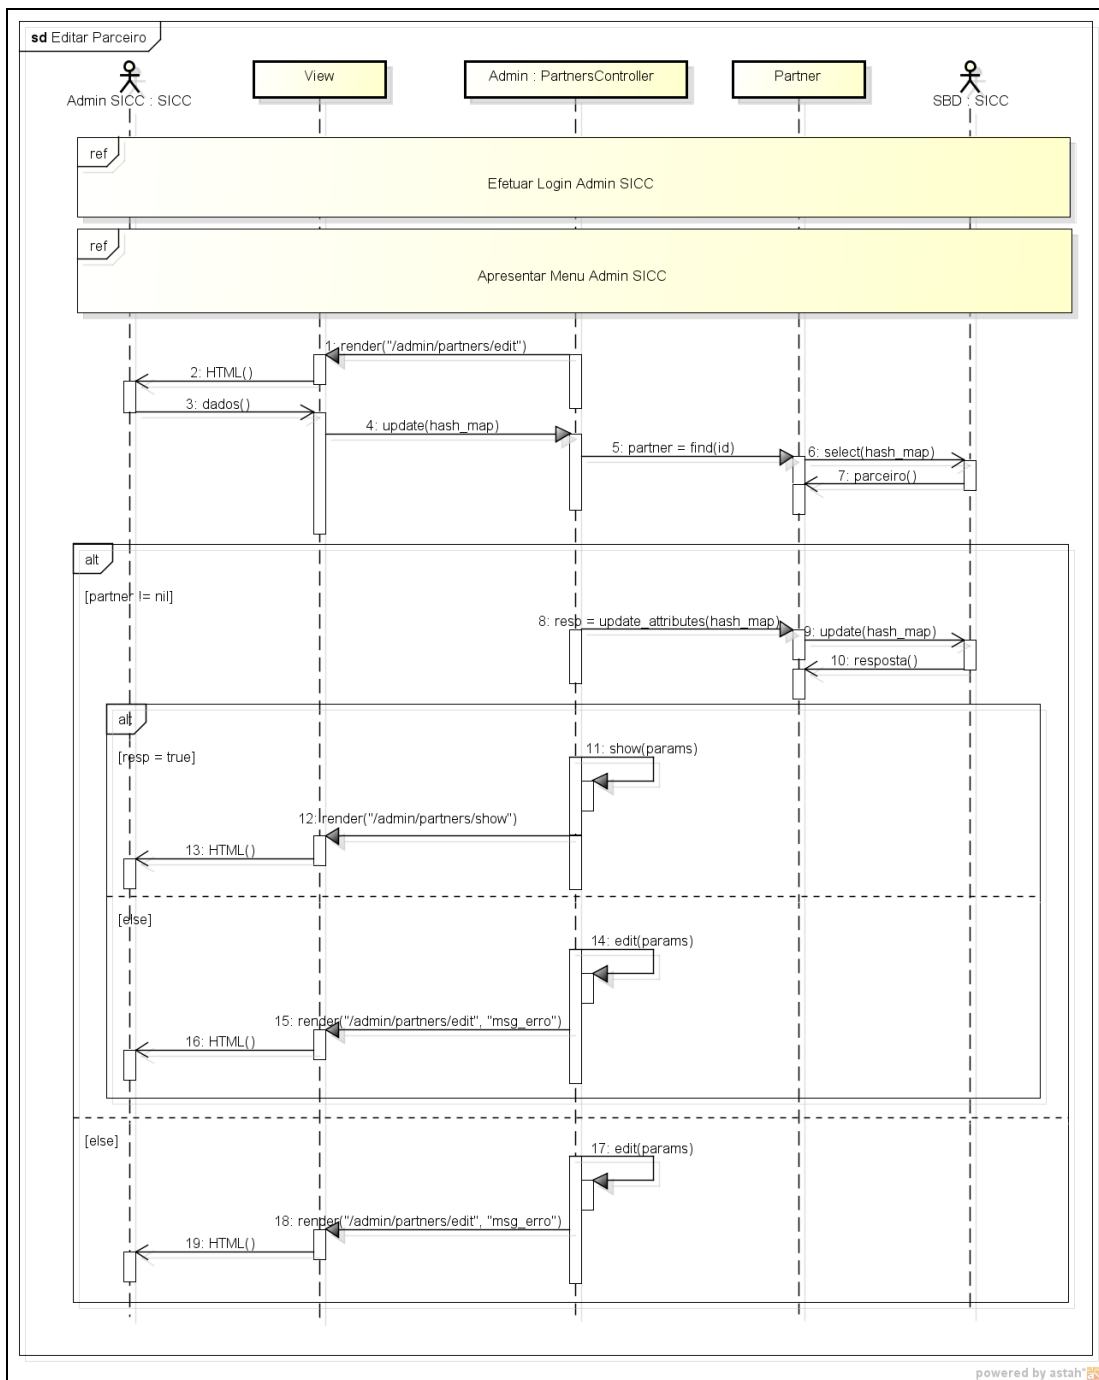 sd Editar Parceiro
Admin SICC : SICC
View
Admin : PartnersController
Partner
SBD : SICC
ref
Efetuar Login Admin SICC
ref
Apresentar Menu Admin SICC
1: render("/admin/partners/edit")
2: HTML()
3: dados()
4: update(hash_map)
5: partner = find(id)
6: select(hash_map)
7: parceiro()
alt
[partner != nil]
8: resp = update_attributes(hash_map)
9: update(hash_map)
10: resposta()
alt
[resp = true]
11: show(params)
12: render("/admin/partners/show")
13: HTML()
[else]
14: edit(params)
15: render("/admin/partners/edit", "msg_erro")
16: HTML()
[else]
17: edit(params)
18: render("/admin/partners/edit", "msg_erro")
19: HTML()
powered by astah*